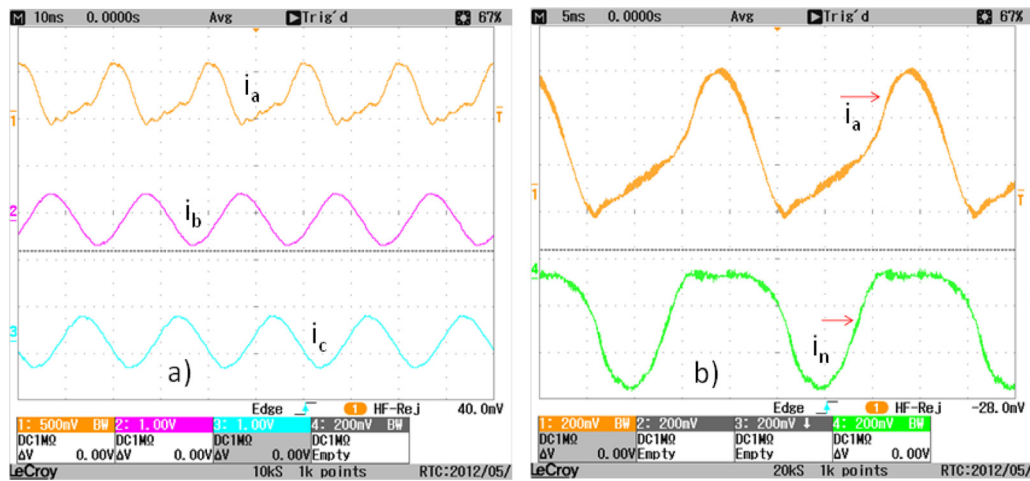 M 10ms 0.0000s Avg Trig'd 67%
1
i_a
T
2
i_b
3
i_c
a)
Edge 1 HF-Rej 40.0mV
1: 500mV BW 2: 1.00V 3: 1.00V 4: 200mV BW
DC1MΩ DC1MΩ DC1MΩ DC1MΩ
ΔV 0.00V ΔV 0.00V ΔV 0.00V Empty
LeCroy 10kS 1k points RTC:2012/05/
M 5ms 0.0000s Avg Trig'd 67%
i_a
1
T
4
i_n
b)
Edge 1 HF-Rej -28.0mV
1: 200mV BW 2: 200mV BW 3: 200mV ↓ BW 4: 200mV BW
DC1MΩ DC1MΩ DC1MΩ DC1MΩ
ΔV 0.00V Empty Empty ΔV 0.00V
LeCroy 20kS 1k points RTC:2012/05/